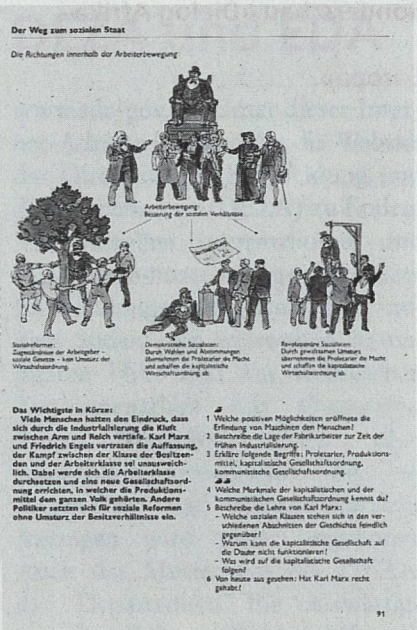 Der Weg zum sozialen Staat
Die Richtungen innerhalb der Arbeiterbewegung
Arbeiterbewegung:
Besserung der sozialen Verhältnisse
Sozialreformer:
Zugeständnisse der Arbeitgeber –
soziale Gesetze – kein Umsturz der
Wirtschaftsordnung.
Demokratische Sozialisten:
Durch Wahlen und Abstimmungen
übernehmen die Proletarier die Macht
und schaffen die kapitalistische
Wirtschaftsordnung ab.
Revolutionäre Sozialisten:
Durch gewaltsamen Umsturz
übernehmen die Proletarier die Macht
und schaffen die kapitalistische
Wirtschaftsordnung ab.
Das Wichtigste in Kürze:
Viele Menschen hatten den Eindruck, dass
sich durch die Industrialisierung die Kluft
zwischen Arm und Reich vertiefe. Karl Marx
und Friedrich Engels vertraten die Auffassung,
der Kampf zwischen der Klasse der Besitzen-
den und der Arbeiterklasse sei unausweich-
lich. Dabei werde sich die Arbeiterklasse
durchsetzen und eine neue Gesellschaftsord-
nung errichten, in welcher die Produktions-
mittel dem ganzen Volk gehörten. Andere
Politiker setzten sich für soziale Reformen
ohne Umsturz der Besitzverhältnisse ein.
1 Welche positiven Möglichkeiten eröffnete die
Erfindung von Maschinen den Menschen?
2 Beschreibe die Lage der Fabrikarbeiter zur Zeit der
frühen Industrialisierung.
3 Erkläre folgende Begriffe: Proletarier, Produktions-
mittel, kapitalistische Gesellschaftsordnung,
kommunistische Gesellschaftsordnung.
4 Welche Merkmale der kapitalistischen und der
kommunistischen Gesellschaftsordnung kennst du?
5 Beschreibe die Lehre von Karl Marx:
– Welche sozialen Klassen stehen sich in den ver-
schiedenen Abschnitten der Geschichte feindlich
gegenüber?
– Warum kann die kapitalistische Gesellschaft auf
die Dauer nicht funktionieren?
– Was wird auf die kapitalistische Gesellschaft
folgen?
6 Von heute aus gesehen: Hat Karl Marx recht
gehabt?
91